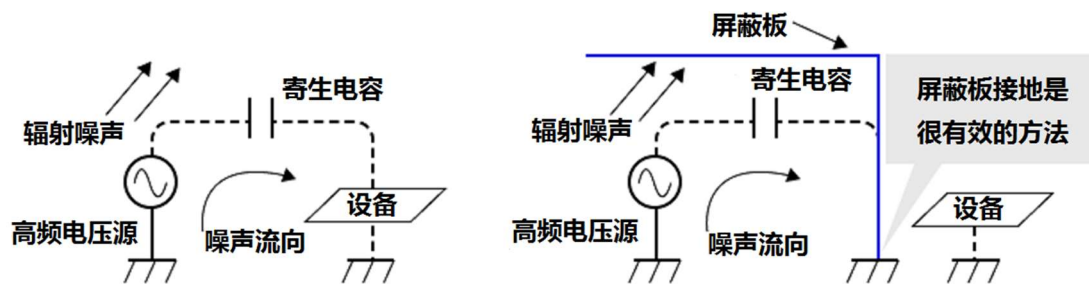 寄生电容
辐射噪声
设备
高频电压源
噪声流向
屏蔽板
寄生电容
辐射噪声
屏蔽板接地是
很有效的方法
设备
高频电压源
噪声流向